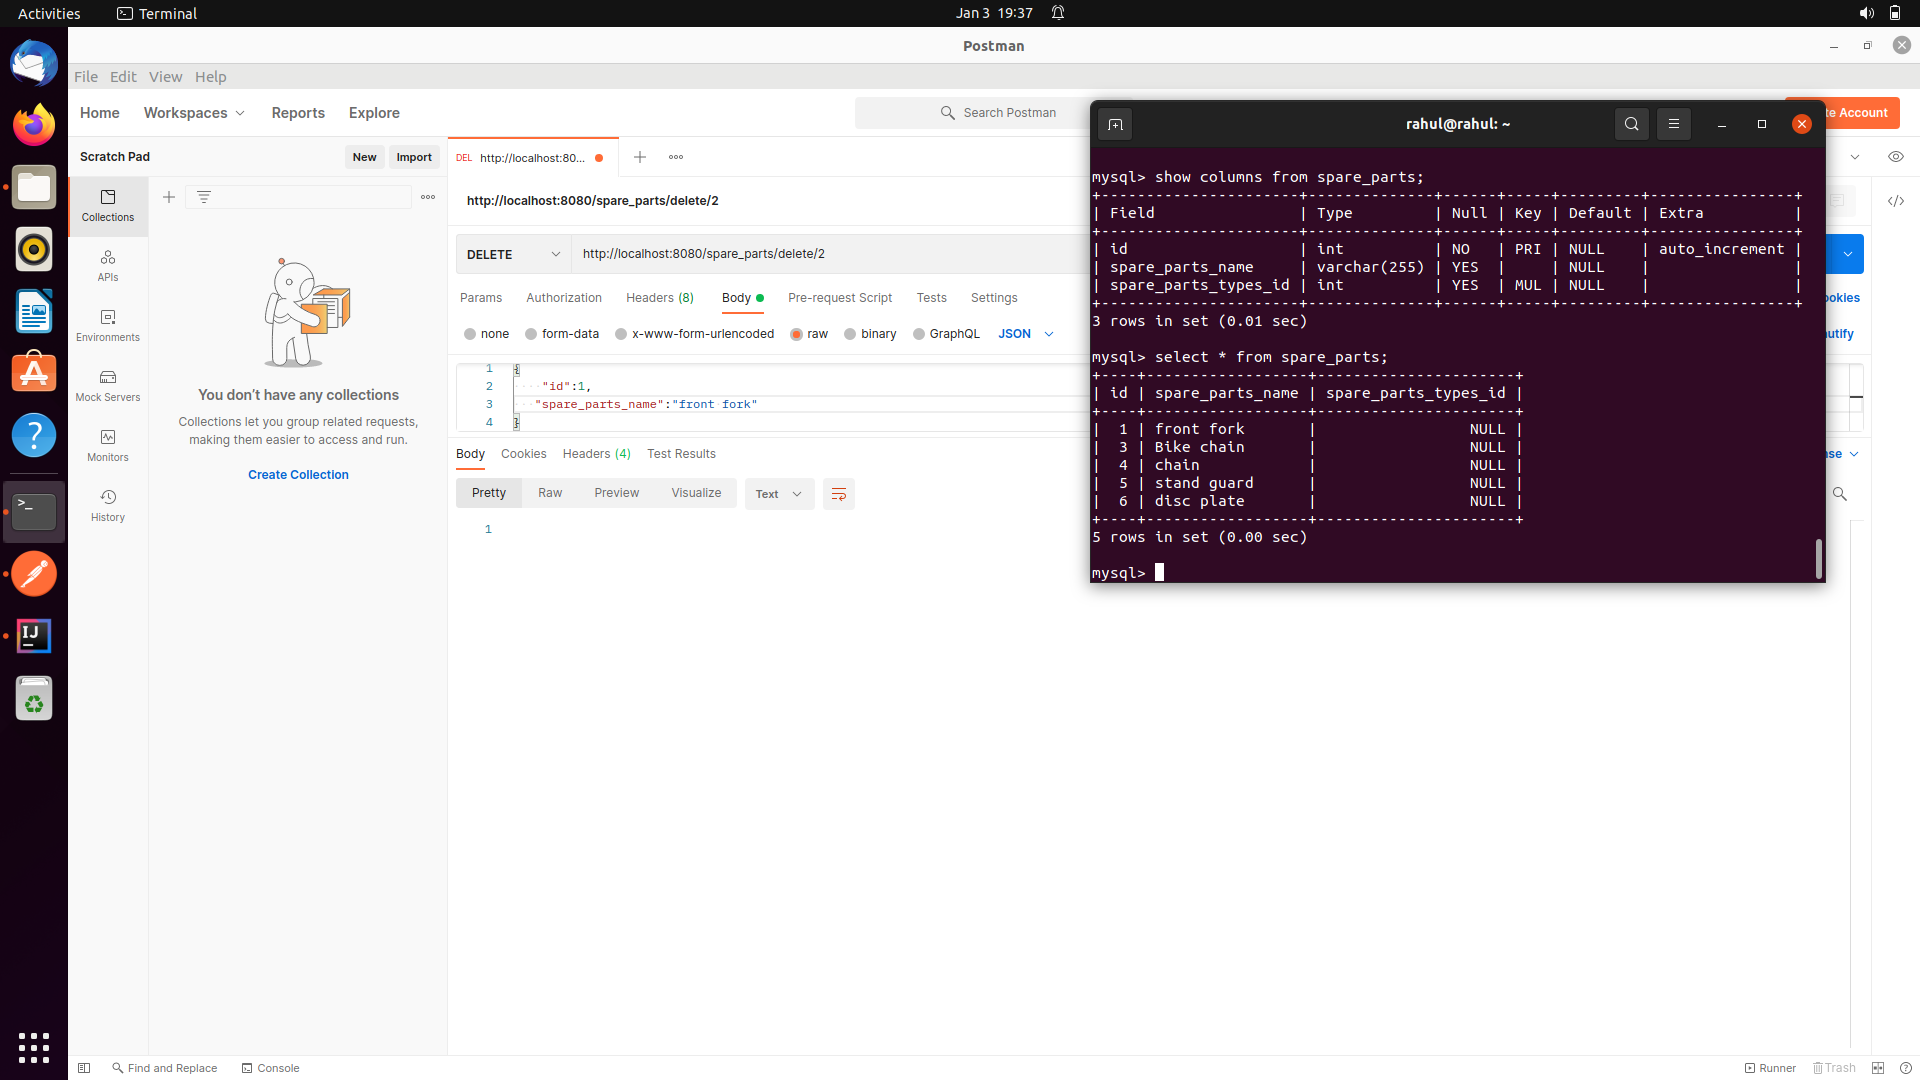 Activities Terminal Jan 3 19:37
Postman
File Edit View Help
Home Workspaces Reports Explore Search Postman Account
Scratch Pad New Import
DEL http://localhost:80...
Collections
APIs
Environments
Mock Servers
Monitors
History
You don't have any collections
Collections let you group related requests,
making them easier to access and run.
Create Collection
http://localhost:8080/spare_parts/delete/2
DELETE http://localhost:8080/spare_parts/delete/2
Params Authorization Headers (8) Body Pre-request Script Tests Settings
none form-data x-www-form-urlencoded raw binary GraphQL JSON
1 {
2 "id":1,
3 "spare_parts_name":"front fork"
4 }
Body Cookies Headers (4) Test Results
Pretty Raw Preview Visualize Text
1
rahul@rahul: ~
mysql> show columns from spare_parts;
+----------------------+--------------+------+-----+---------+----------------+
| Field | Type | Null | Key | Default | Extra |
+----------------------+--------------+------+-----+---------+----------------+
| id | int | NO | PRI | NULL | auto_increment |
| spare_parts_name | varchar(255) | YES | | NULL | |
| spare_parts_types_id | int | YES | MUL | NULL | |
+----------------------+--------------+------+-----+---------+----------------+
3 rows in set (0.01 sec)
mysql> select * from spare_parts;
+----+------------------+----------------------+
| id | spare_parts_name | spare_parts_types_id |
+----+------------------+----------------------+
| 1 | front fork | NULL |
| 3 | Bike chain | NULL |
| 4 | chain | NULL |
| 5 | stand guard | NULL |
| 6 | disc plate | NULL |
+----+------------------+----------------------+
5 rows in set (0.00 sec)
mysql>
Find and Replace Console Runner Trash